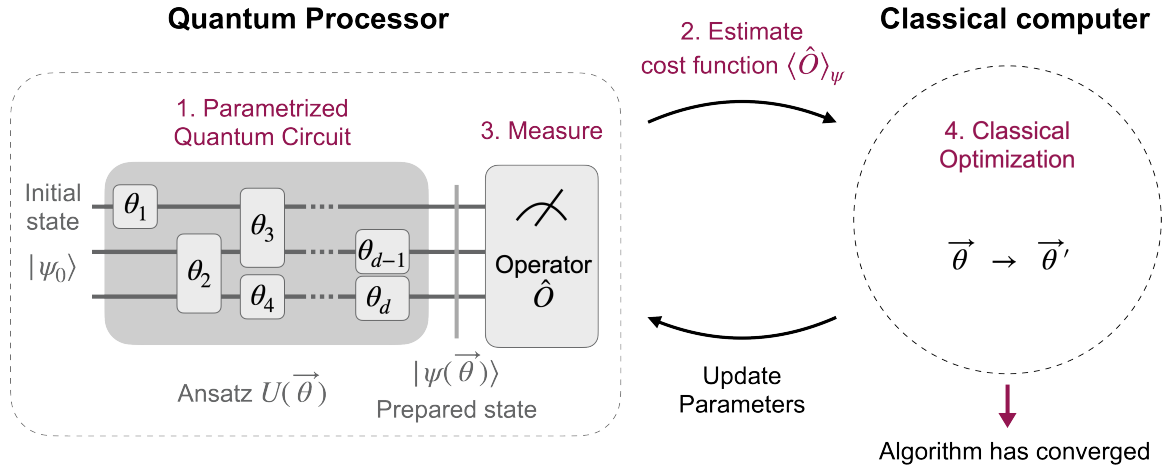 Quantum Processor
Classical computer
2. Estimate
cost function ⟨Ô⟩ψ
1. Parametrized
Quantum Circuit
3. Measure
4. Classical
Optimization
Initial
state
|ψ₀⟩
θ₁
θ₂
θ₃
θ₄
θd−1
θd
Operator
Ô
θ⃗ → θ⃗′
|ψ(θ⃗)⟩
Ansatz U(θ⃗)
Prepared state
Update
Parameters
Algorithm has converged